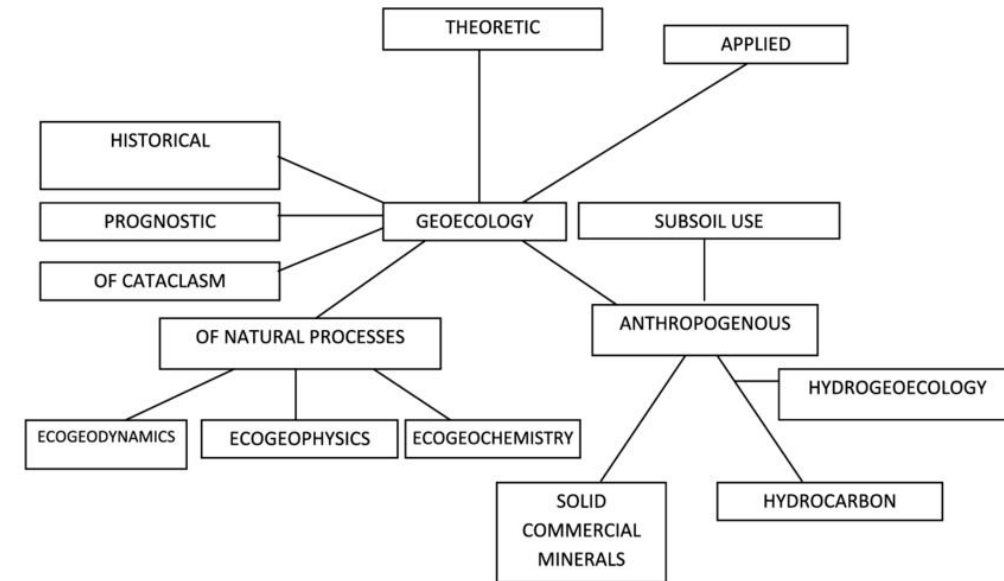 THEORETIC
APPLIED
HISTORICAL
PROGNOSTIC
GEOECOLOGY
SUBSOIL USE
OF CATACLASM
OF NATURAL PROCESSES
ANTHROPOGENOUS
HYDROGEOECOLOGY
ECOGEODYNAMICS
ECOGEOPHYSICS
ECOGEOCHEMISTRY
SOLID
COMMERCIAL
MINERALS
HYDROCARBON